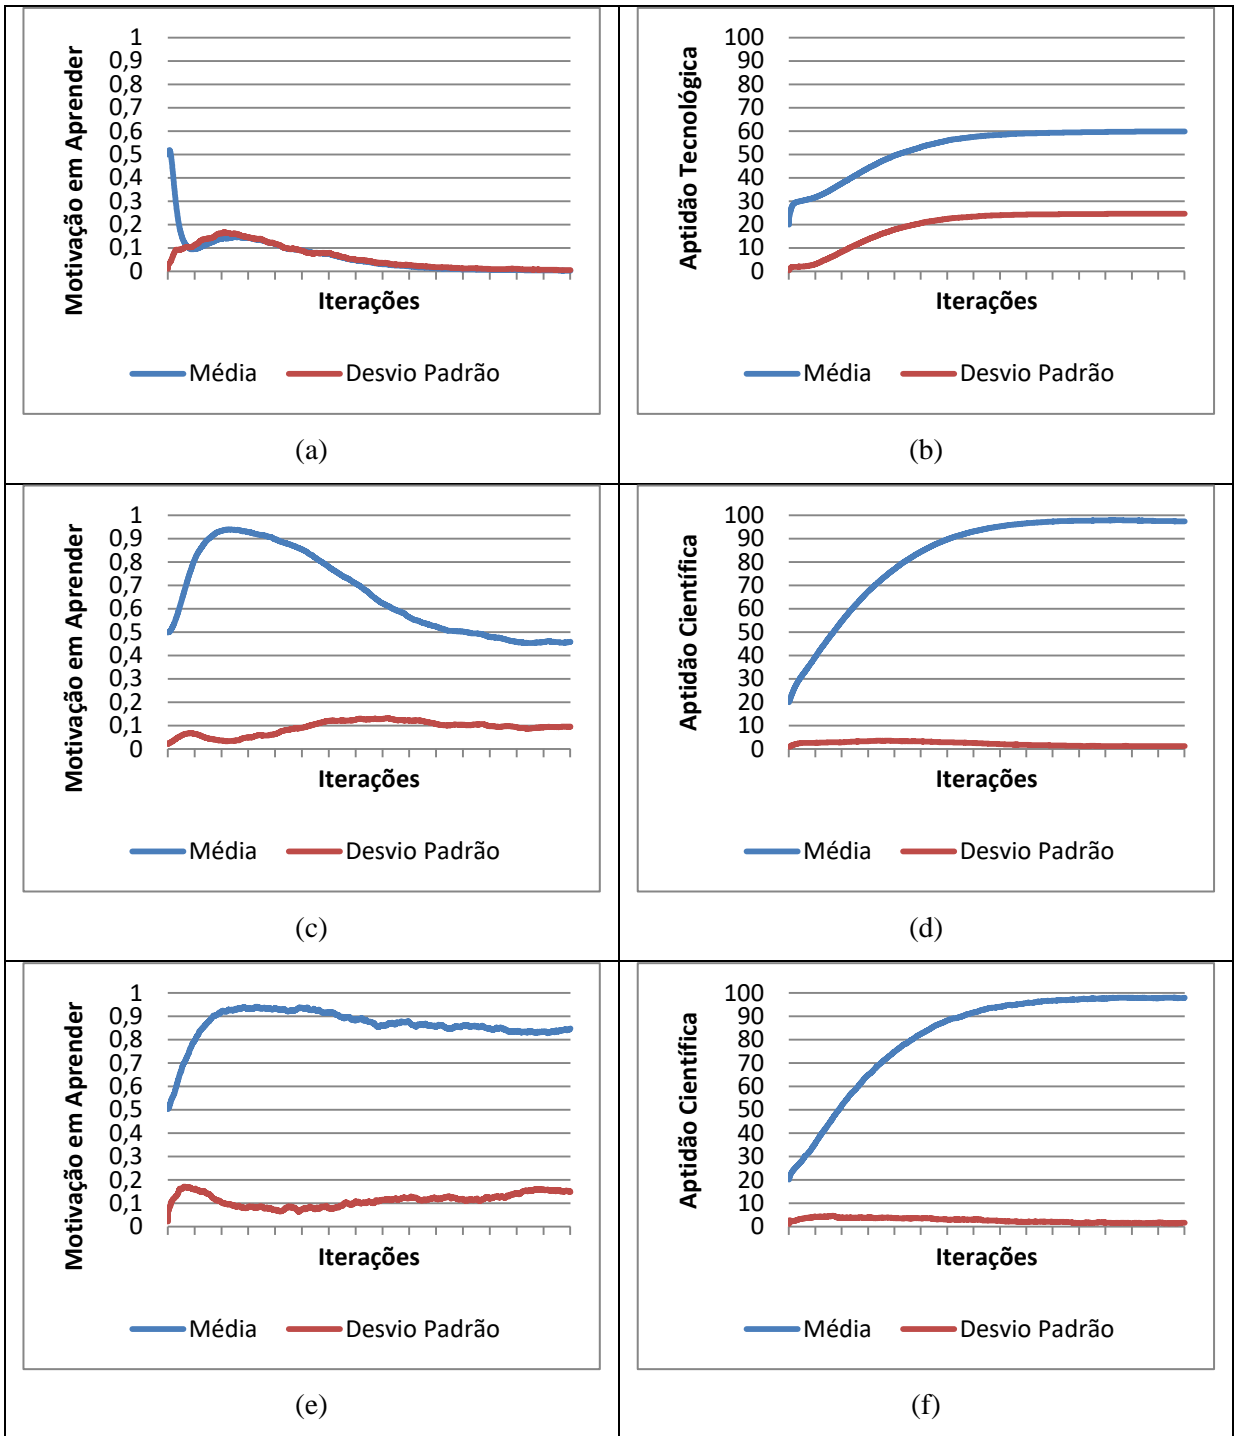 Motivação em Aprender
1
0,9
0,8
0,7
0,6
0,5
0,4
0,3
0,2
0,1
0
Iterações
Média Desvio Padrão
(a)
Aptidão Tecnológica
100
90
80
70
60
50
40
30
20
10
0
Iterações
Média Desvio Padrão
(b)
Motivação em Aprender
1
0,9
0,8
0,7
0,6
0,5
0,4
0,3
0,2
0,1
0
Iterações
Média Desvio Padrão
(c)
Aptidão Científica
100
90
80
70
60
50
40
30
20
10
0
Iterações
Média Desvio Padrão
(d)
Motivação em Aprender
1
0,9
0,8
0,7
0,6
0,5
0,4
0,3
0,2
0,1
0
Iterações
Média Desvio Padrão
(e)
Aptidão Científica
100
90
80
70
60
50
40
30
20
10
0
Iterações
Média Desvio Padrão
(f)